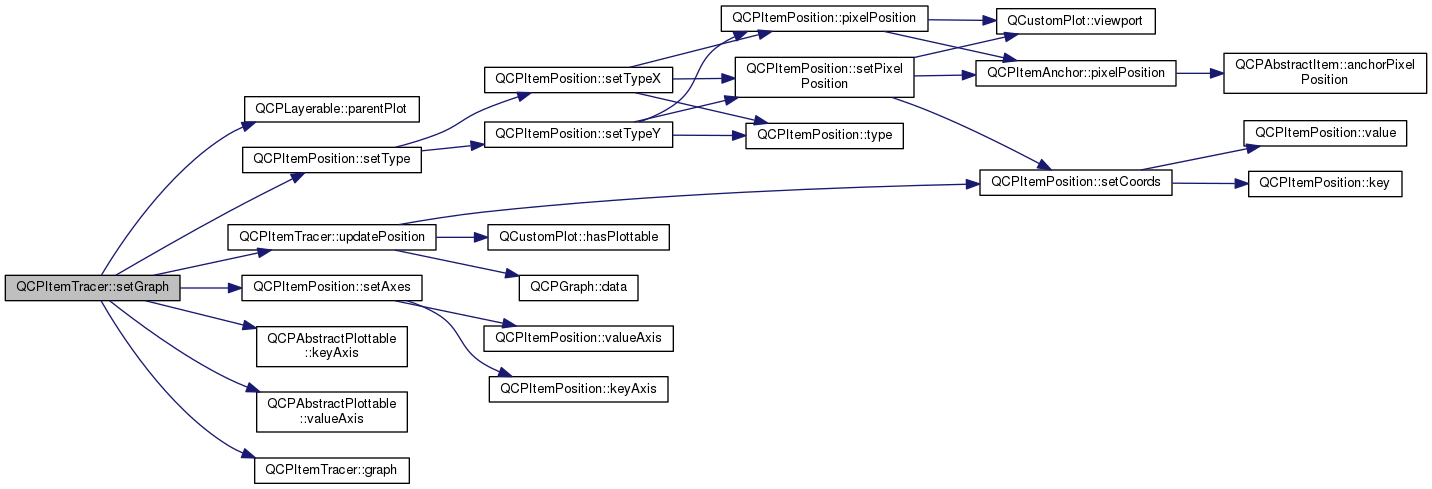 QCPItemTracer::setGraph
QCPLayerable::parentPlot
QCPItemPosition::setType
QCPItemTracer::updatePosition
QCPItemPosition::setAxes
QCPAbstractPlottable
::keyAxis
QCPAbstractPlottable
::valueAxis
QCPItemTracer::graph
QCPItemPosition::setTypeX
QCPItemPosition::setTypeY
QCustomPlot::hasPlottable
QCPGraph::data
QCPItemPosition::valueAxis
QCPItemPosition::keyAxis
QCPItemPosition::pixelPosition
QCPItemPosition::setPixel
Position
QCPItemPosition::type
QCustomPlot::viewport
QCPItemAnchor::pixelPosition
QCPItemPosition::setCoords
QCPAbstractItem::anchorPixel
Position
QCPItemPosition::value
QCPItemPosition::key